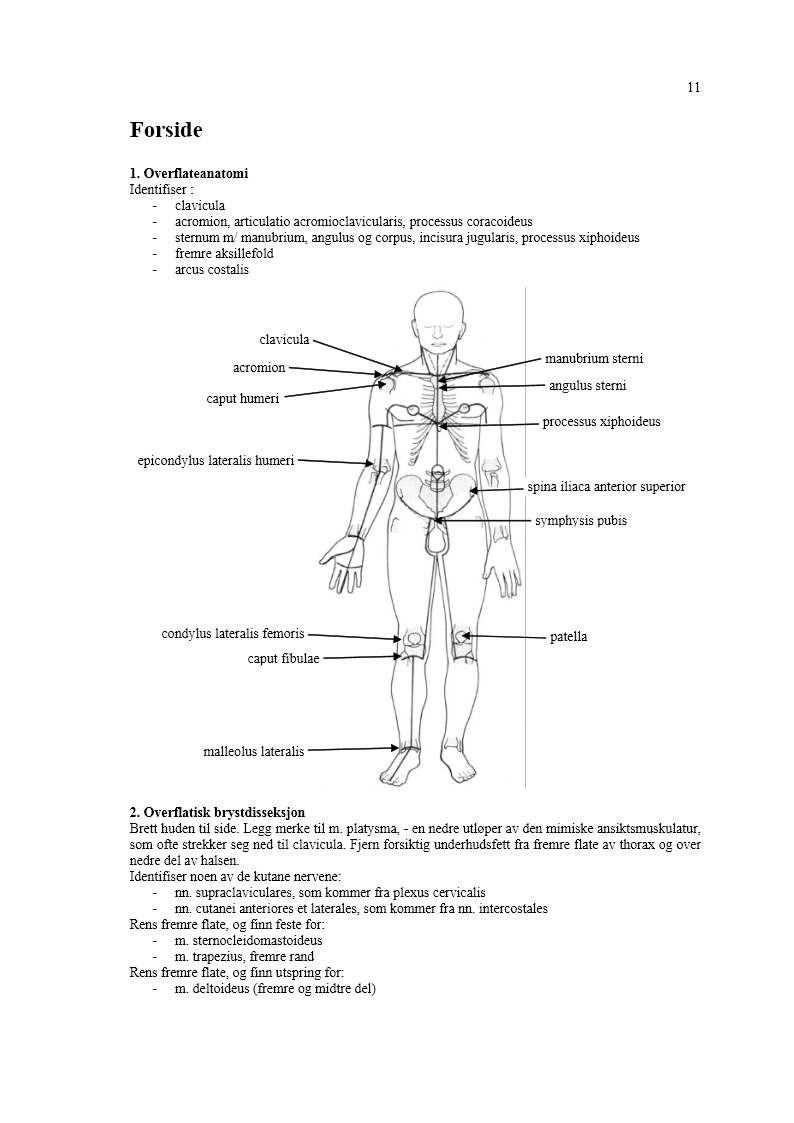 11
Forside
1. Overflateanatomi
Identifiser :
- clavicula
- acromion, articulatio acromioclavicularis, processus coracoideus
- sternum m/ manubrium, angulus og corpus, incisura jugularis, processus xiphoideus
- fremre aksillefold
- arcus costalis
clavicula
manubrium sterni
acromion
angulus sterni
caput humeri
processus xiphoideus
epicondylus lateralis humeri
spina iliaca anterior superior
symphysis pubis
condylus lateralis femoris
patella
caput fibulae
malleolus lateralis
2. Overflatisk brystdisseksjon
Brett huden til side. Legg merke til m. platysma, - en nedre utløper av den mimiske ansiktsmuskulatur,
som ofte strekker seg ned til clavicula. Fjern forsiktig underhudsfett fra fremre flate av thorax og over
nedre del av halsen.
Identifiser noen av de kutane nervene:
- nn. supraclaviculares, som kommer fra plexus cervicalis
- nn. cutanei anteriores et laterales, som kommer fra nn. intercostales
Rens fremre flate, og finn feste for:
- m. sternocleidomastoideus
- m. trapezius, fremre rand
Rens fremre flate, og finn utspring for:
- m. deltoideus (fremre og midtre del)